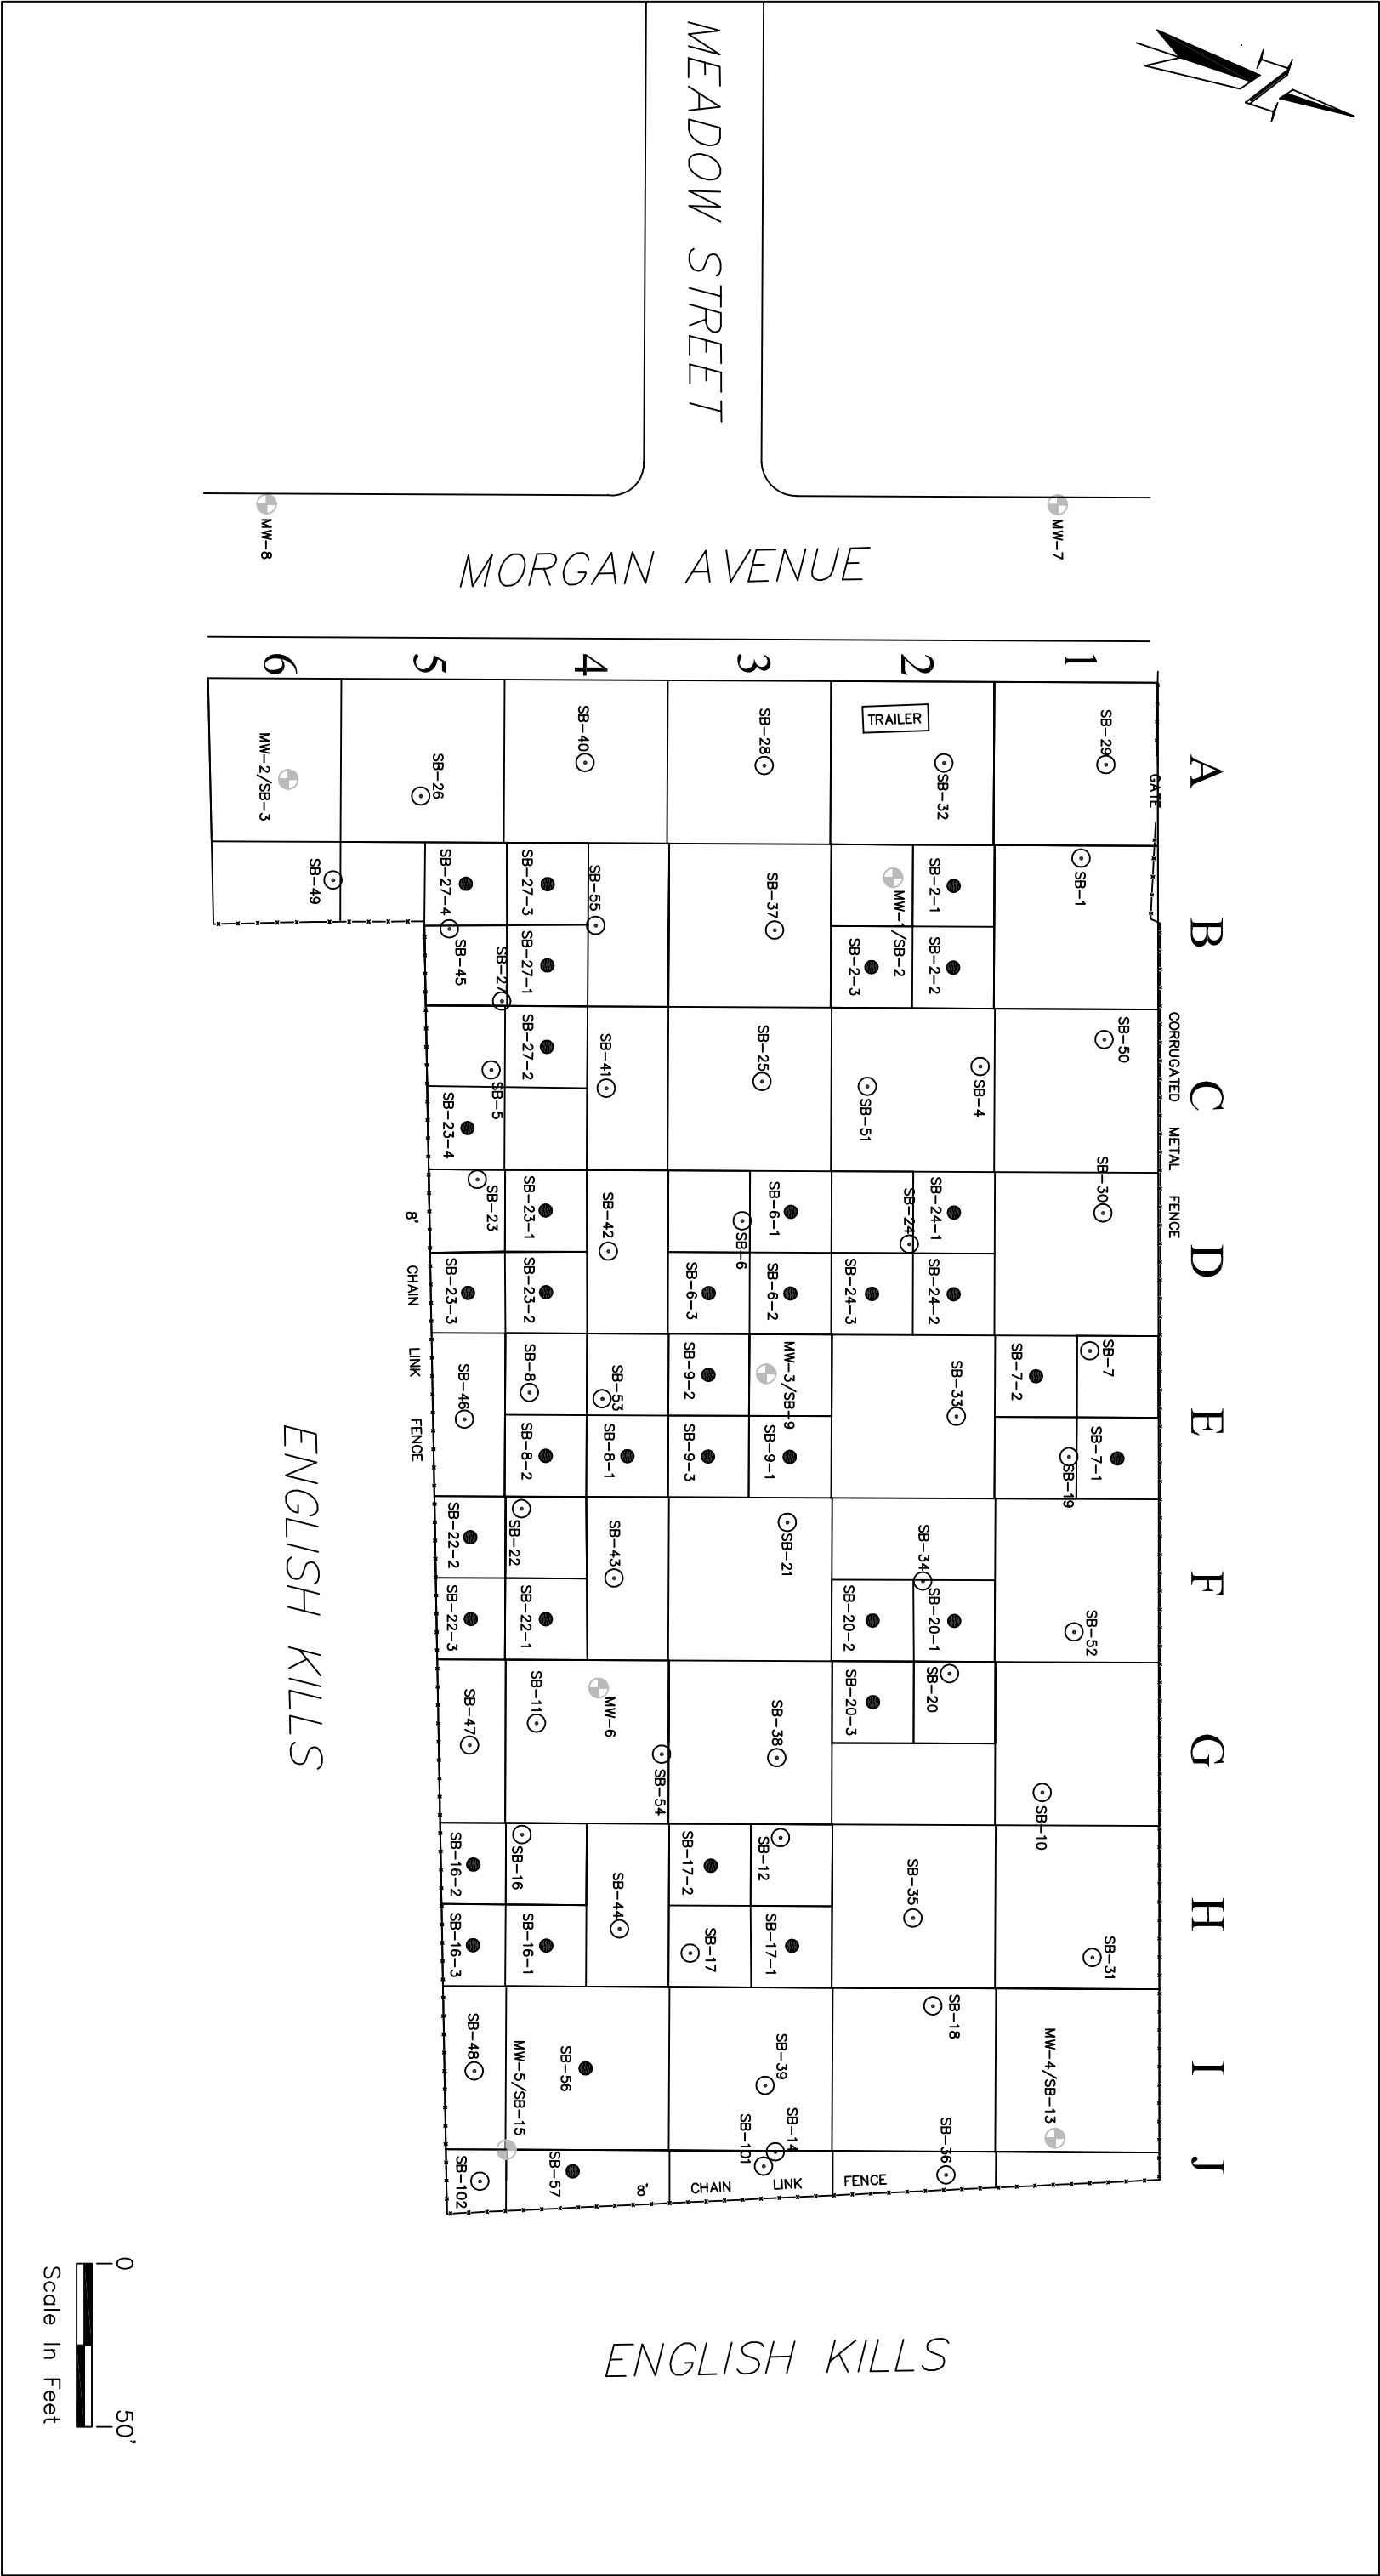 MEADOW STREET
MORGAN AVENUE
MW-8
MW-7
6
5
4
3
2
1
A
B
C
D
E
F
G
H
I
J
TRAILER
GATE
MW-2/SB-3
SB-26
SB-40
SB-28
SB-32
SB-29
SB-49
SB-27-4
SB-27-3
SB-55
SB-37
MW-1/SB-2
SB-2-1
SB-1
SB-45
SB-27
SB-27-1
SB-2-3
SB-2-2
CORRUGATED METAL FENCE
SB-5
SB-23-4
SB-27-2
SB-41
SB-25
SB-51
SB-4
SB-50
SB-23
SB-23-1
SB-42
SB-6
SB-6-1
SB-24
SB-24-1
SB-30
SB-23-3
SB-23-2
SB-6-3
SB-6-2
SB-24-3
SB-24-2
8' CHAIN LINK FENCE
SB-46
SB-8
SB-53
SB-9-2
MW-3/SB-9
SB-33
SB-7-2
SB-7
SB-8-2
SB-8-1
SB-9-3
SB-9-1
SB-19
SB-7-1
SB-22-2
SB-22
SB-43
SB-21
SB-34
SB-52
SB-22-3
SB-22-1
SB-20-2
SB-20-1
SB-47
SB-11
MW-6
SB-54
SB-38
SB-20-3
SB-20
SB-10
SB-16-2
SB-16
SB-44
SB-17-2
SB-12
SB-35
SB-31
SB-16-3
SB-16-1
SB-17
SB-17-1
SB-48
MW-5/SB-15
SB-56
SB-39
SB-14
SB-101
SB-18
SB-36
MW-4/SB-13
SB-102
SB-57
8' CHAIN LINK FENCE
ENGLISH KILLS
ENGLISH KILLS
0
50'
Scale In Feet